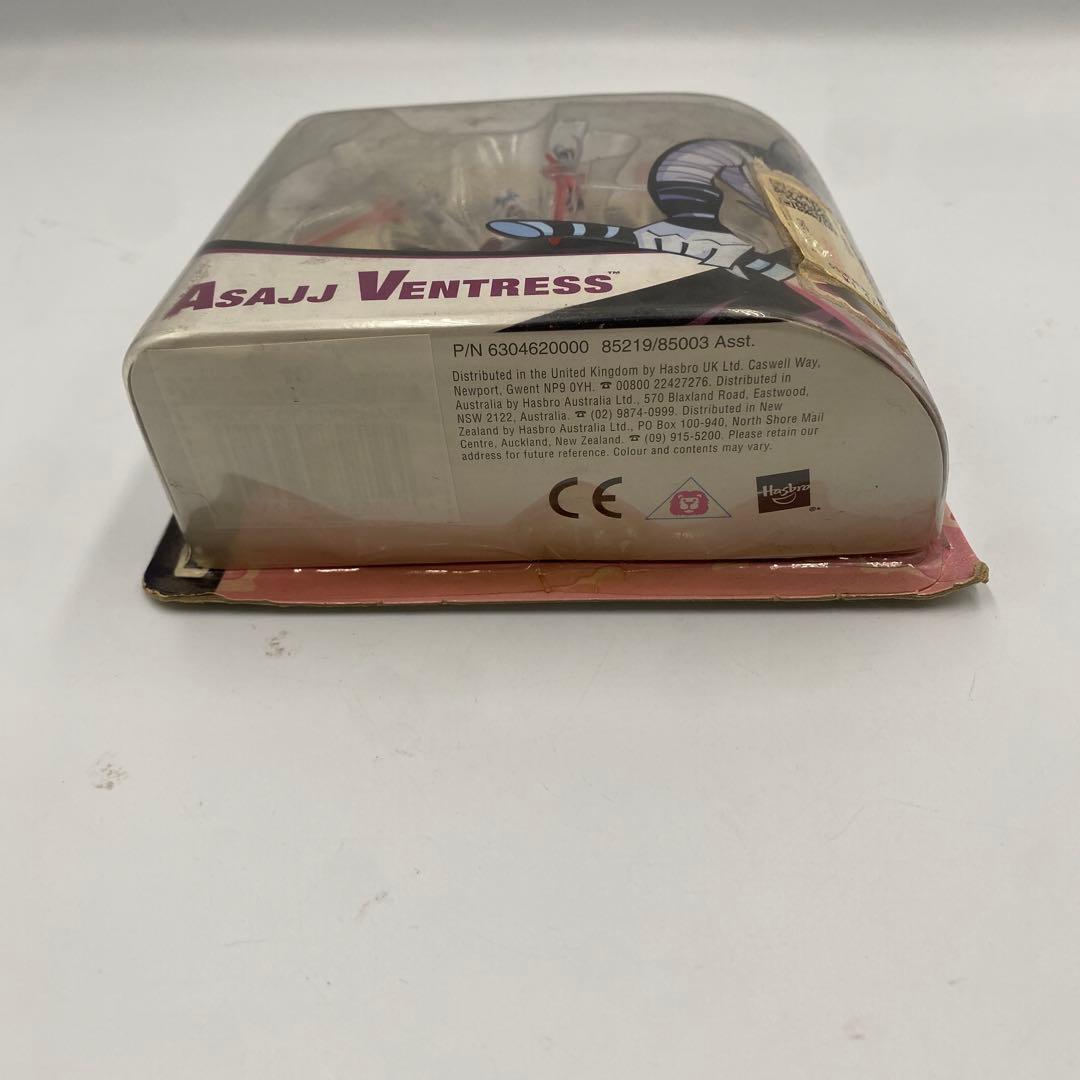 ASAJJ VENTRESS™
P/N 6304620000 85219/85003 Asst.
Distributed in the United Kingdom by Hasbro UK Ltd. Caswell Way,
Newport, Gwent NP9 0YH. ☎ 00800 22427276. Distributed in
Australia by Hasbro Australia Ltd., 570 Blaxland Road, Eastwood,
NSW 2122, Australia. ☎ (02) 9874-0999. Distributed in New
Zealand by Hasbro Australia Ltd., PO Box 100-940, North Shore Mail
Centre, Auckland, New Zealand. ☎ (09) 915-5200. Please retain our
address for future reference. Colour and contents may vary.
CE
Hasbro
®